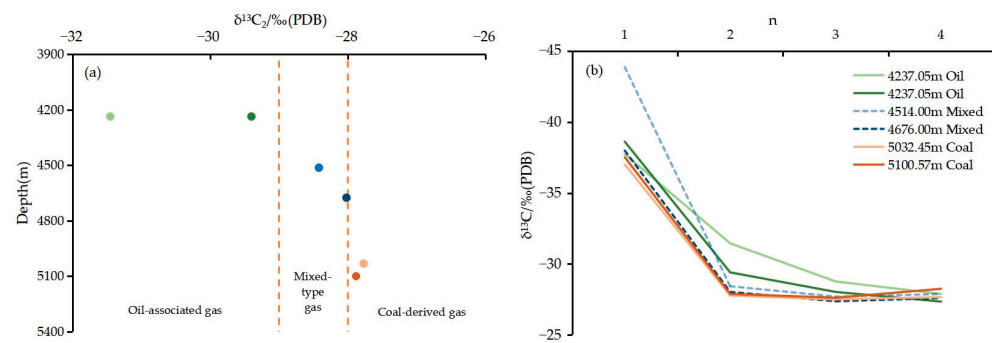 δ¹³C₂/‰(PDB)
−32 −30 −28 −26
3900
4200
4500
4800
5100
5400
Depth(m)
(a)
Oil-associated gas
Mixed-
type
gas
Coal-derived gas
n
1 2 3 4
−45
−40
−35
−30
−25
δ¹³C/‰(PDB)
(b)
4237.05m Oil
4237.05m Oil
4514.00m Mixed
4676.00m Mixed
5032.45m Coal
5100.57m Coal